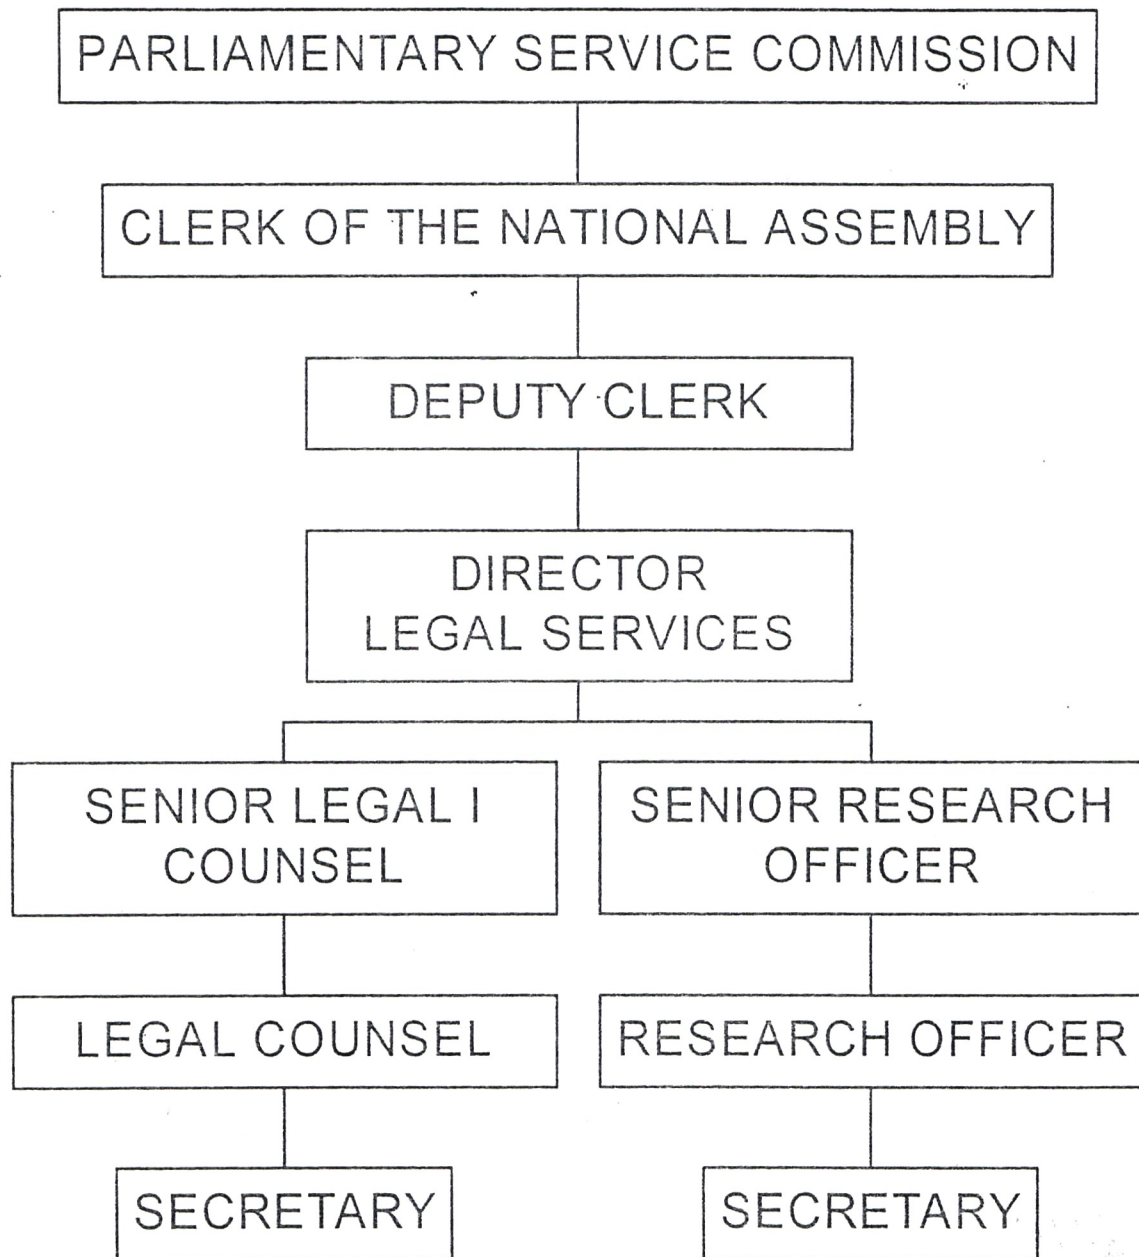 PARLIAMENTARY SERVICE COMMISSION
CLERK OF THE NATIONAL ASSEMBLY
DEPUTY CLERK
DIRECTOR
LEGAL SERVICES
SENIOR LEGAL I
COUNSEL
SENIOR RESEARCH
OFFICER
LEGAL COUNSEL
RESEARCH OFFICER
SECRETARY
SECRETARY